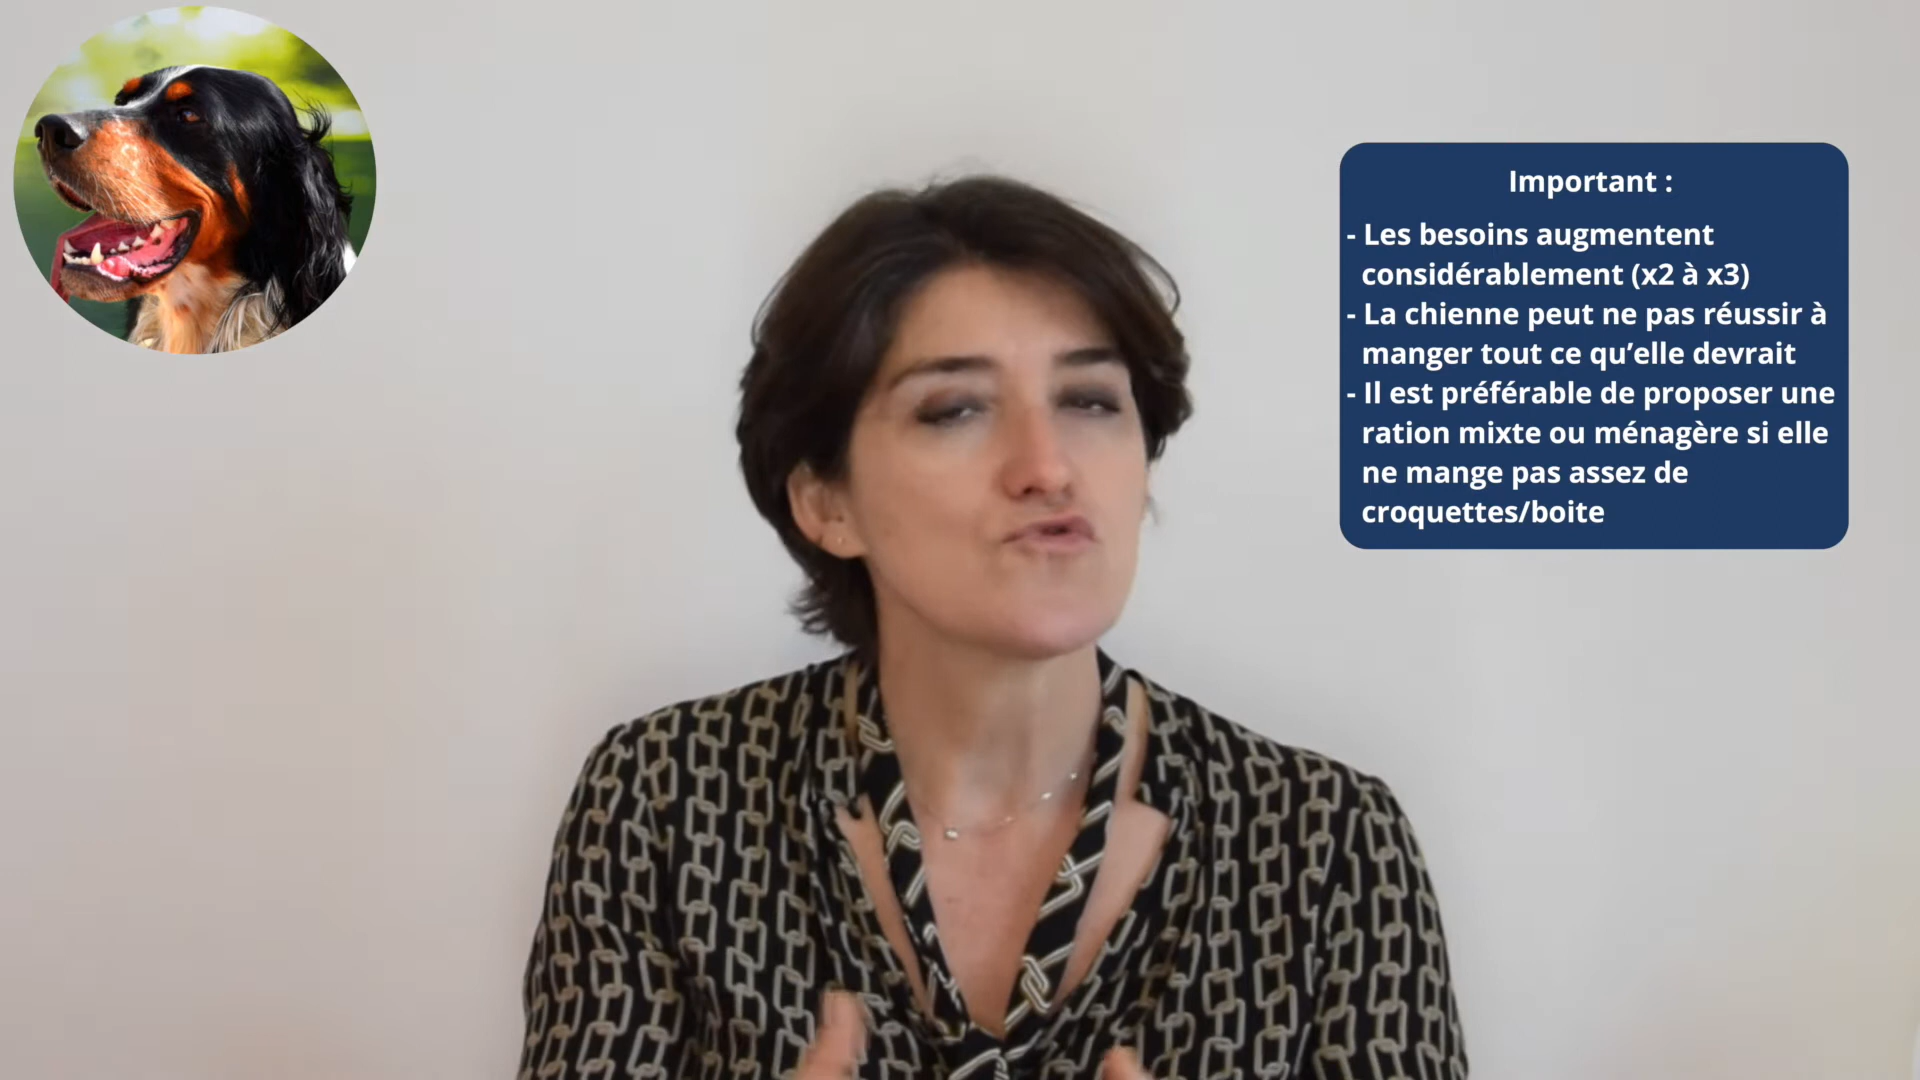 Important :
- Les besoins augmentent
considérablement (x2 à x3)
- La chienne peut ne pas réussir à
manger tout ce qu’elle devrait
- Il est préférable de proposer une
ration mixte ou ménagère si elle
ne mange pas assez de
croquettes/boite